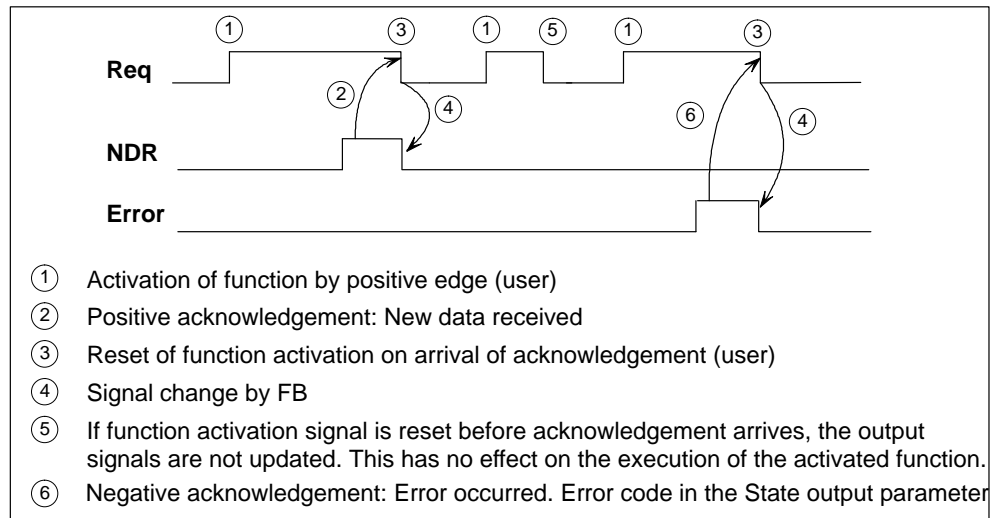 ① ③ ① ⑤ ① ③
Req
② ④ ⑥ ④
NDR
Error
① Activation of function by positive edge (user)
② Positive acknowledgement: New data received
③ Reset of function activation on arrival of acknowledgement (user)
④ Signal change by FB
⑤ If function activation signal is reset before acknowledgement arrives, the output
signals are not updated. This has no effect on the execution of the activated function.
⑥ Negative acknowledgement: Error occurred. Error code in the State output parameter